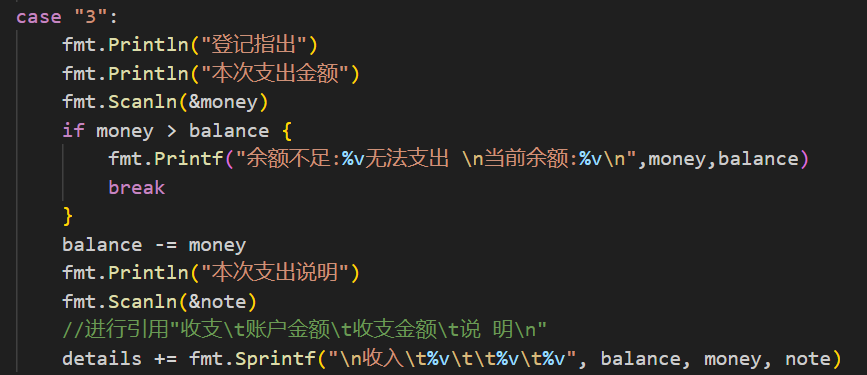 case "3":
    fmt.Println("登记指出")
    fmt.Println("本次支出金额")
    fmt.Scanln(&money)
    if money > balance {
        fmt.Printf("余额不足:%v无法支出 \n当前余额:%v\n",money,balance)
        break
    }
    balance -= money
    fmt.Println("本次支出说明")
    fmt.Scanln(&note)
    //进行引用"收支\t账户金额\t收支金额\t说 明\n"
    details += fmt.Sprintf("\n收入\t%v\t\t%v\t%v", balance, money, note)